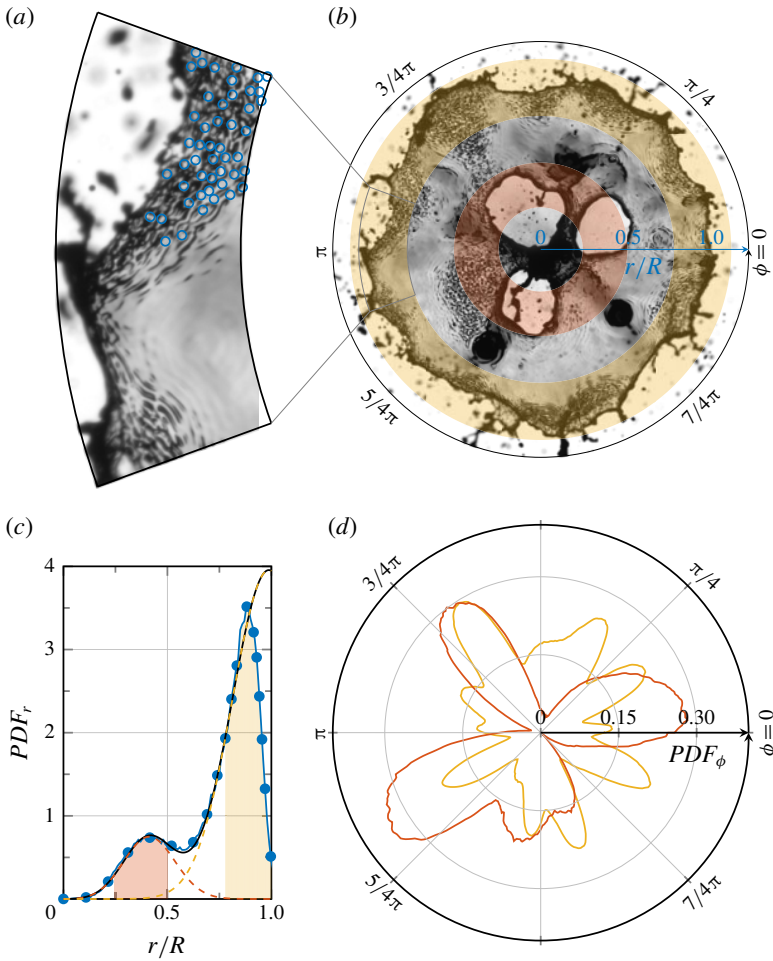 (a)
(b)
3/4π
π/4
π
0
0.5
1.0
r/R
ϕ = 0
5/4π
7/4π
(c)
(d)
4
3
2
1
0
0.5
1.0
PDF_r
r/R
3/4π
π/4
π
0
0.15
0.30
PDF_ϕ
ϕ = 0
5/4π
7/4π